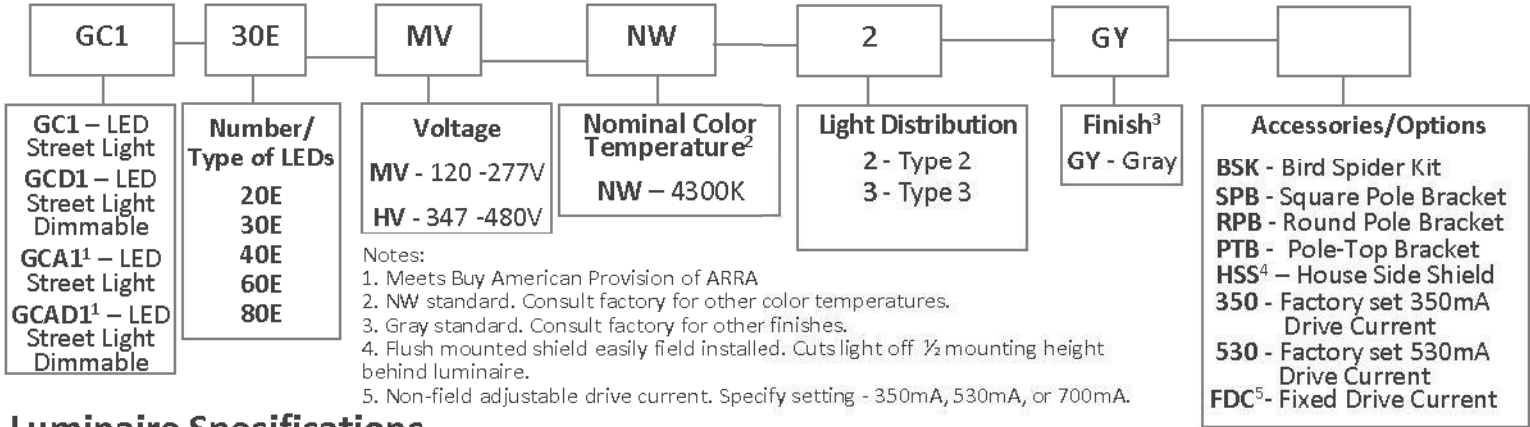 GC1 30E MV NW 2 GY
GC1 – LED
Street Light
GCD1 – LED
Street Light
Dimmable
GCA1¹ – LED
Street Light
GCAD1¹ – LED
Street Light
Dimmable
Number/
Type of LEDs
20E
30E
40E
60E
80E
Voltage
MV - 120 -277V
HV - 347 -480V
Nominal Color
Temperature²
NW – 4300K
Light Distribution
2 - Type 2
3 - Type 3
Finish³
GY - Gray
Accessories/Options
BSK - Bird Spider Kit
SPB - Square Pole Bracket
RPB - Round Pole Bracket
PTB - Pole-Top Bracket
HSS⁴ – House Side Shield
350 - Factory set 350mA
Drive Current
530 - Factory set 530mA
Drive Current
FDC⁵- Fixed Drive Current
Notes:
1. Meets Buy American Provision of ARRA
2. NW standard. Consult factory for other color temperatures.
3. Gray standard. Consult factory for other finishes.
4. Flush mounted shield easily field installed. Cuts light off ½ mounting height
behind luminaire.
5. Non-field adjustable drive current. Specify setting - 350mA, 530mA, or 700mA.
Luminaire Specifications